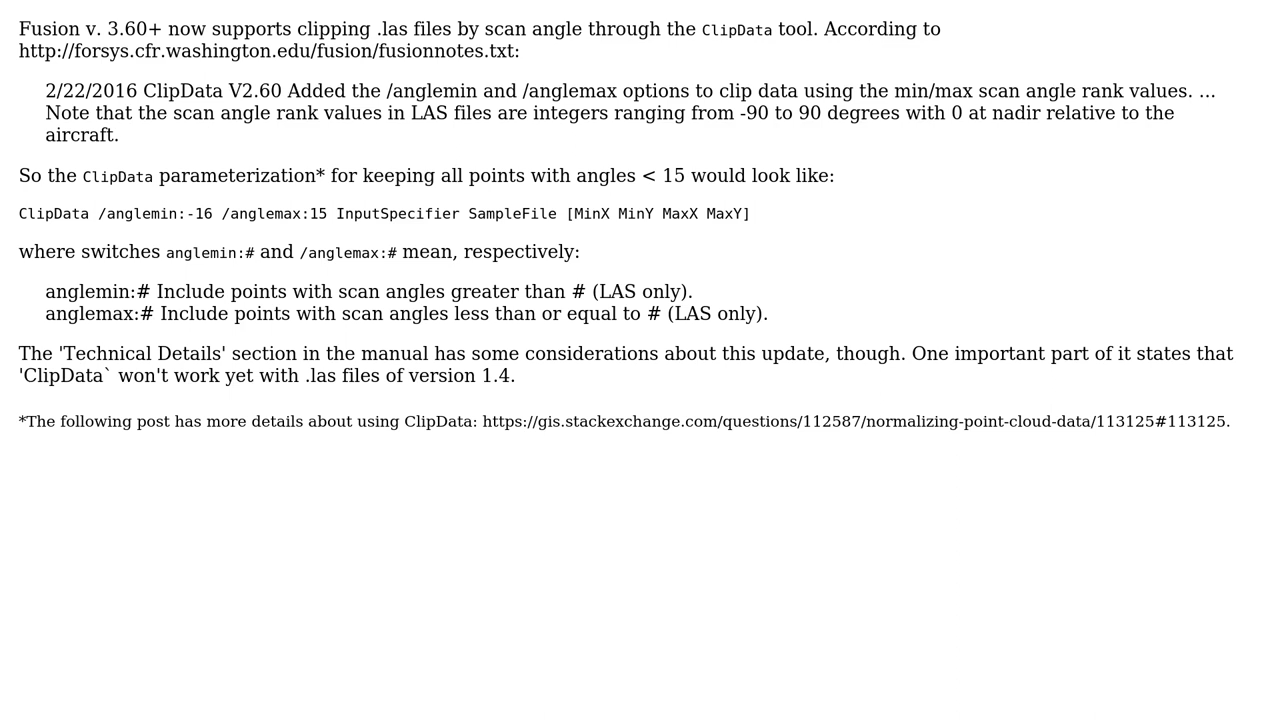 Fusion v. 3.60+ now supports clipping .las files by scan angle through the ClipData tool. According to
http://forsys.cfr.washington.edu/fusion/fusionnotes.txt:
2/22/2016 ClipData V2.60 Added the /anglemin and /anglemax options to clip data using the min/max scan angle rank values. ...
Note that the scan angle rank values in LAS files are integers ranging from -90 to 90 degrees with 0 at nadir relative to the
aircraft.
So the ClipData parameterization* for keeping all points with angles < 15 would look like:
ClipData /anglemin:-16 /anglemax:15 InputSpecifier SampleFile [MinX MinY MaxX MaxY]
where switches anglemin:# and /anglemax:# mean, respectively:
anglemin:# Include points with scan angles greater than # (LAS only).
anglemax:# Include points with scan angles less than or equal to # (LAS only).
The 'Technical Details' section in the manual has some considerations about this update, though. One important part of it states that
'ClipData` won't work yet with .las files of version 1.4.
*The following post has more details about using ClipData: https://gis.stackexchange.com/questions/112587/normalizing-point-cloud-data/113125#113125.